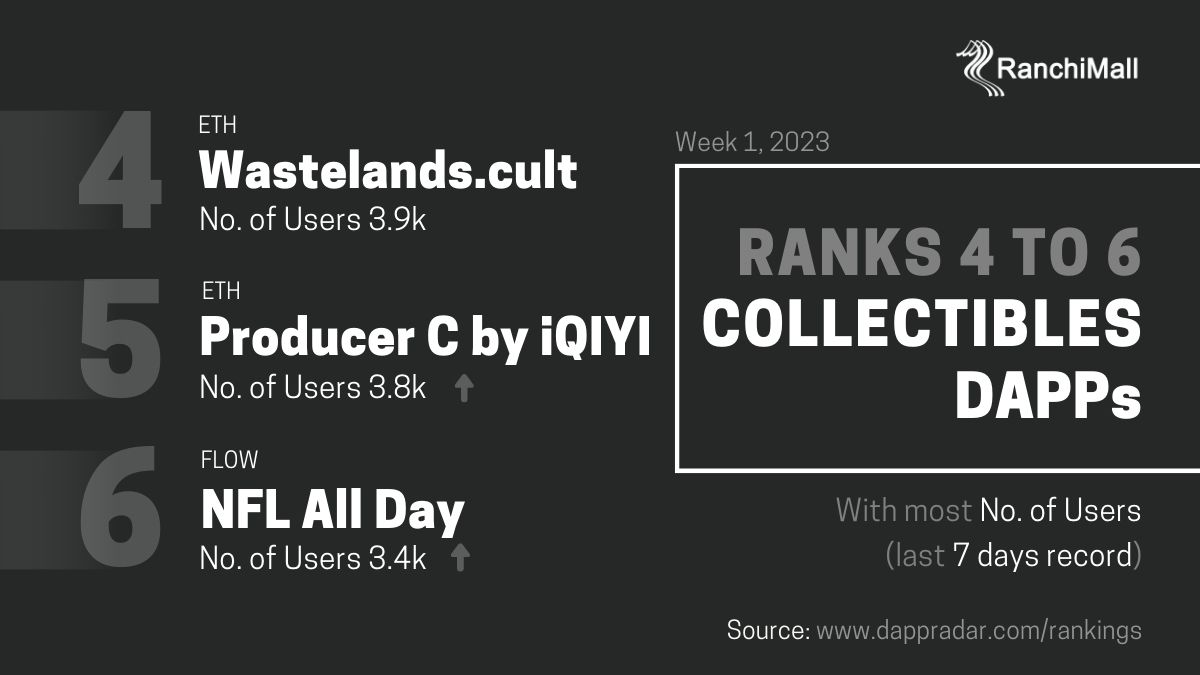 RanchiMall
4
ETH
Wastelands.cult
No. of Users 3.9k
5
ETH
Producer C by iQIYI
No. of Users 3.8k
6
FLOW
NFL All Day
No. of Users 3.4k
Week 1, 2023
RANKS 4 TO 6
COLLECTIBLES
DAPPs
With most No. of Users
(last 7 days record)
Source: www.dappradar.com/rankings